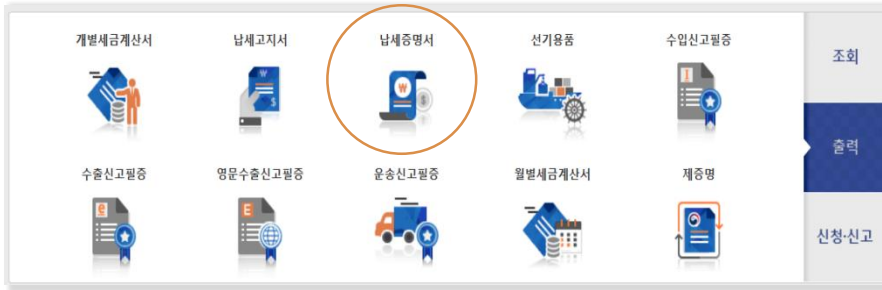 개별세금계산서 납세고지서 납세증명서 선기용품 수입신고필증
수출신고필증 영문수출신고필증 운송신고필증 월별세금계산서 제증명
조회
출력
신청·신고